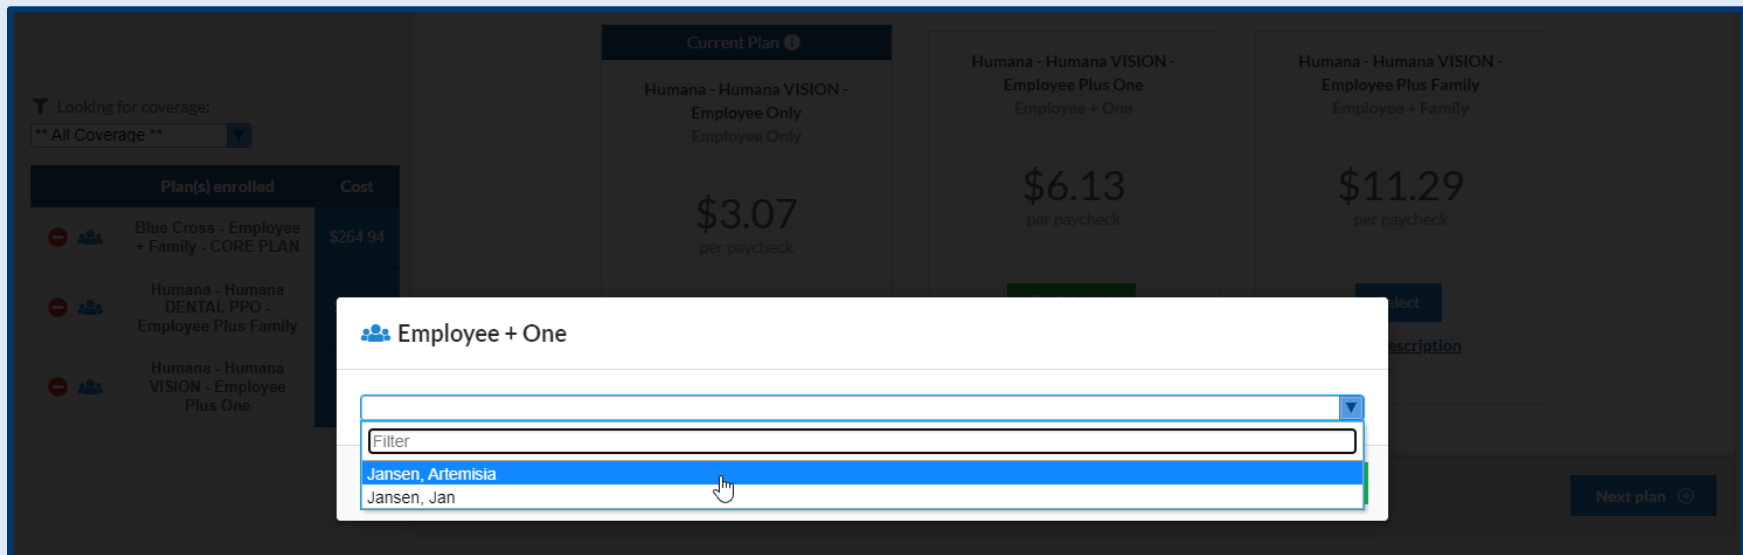 Looking for coverage:
** All Coverage **
Plan(s) enrolled
Cost
Blue Cross - Employee
+ Family - CORE PLAN
$264.94
Humana - Humana
DENTAL PPO -
Employee Plus Family
Humana - Humana
VISION - Employee
Plus One
Current Plan
Humana - Humana VISION -
Employee Only
Employee Only
$3.07
per paycheck
Humana - Humana VISION -
Employee Plus One
Employee + One
$6.13
per paycheck
Humana - Humana VISION -
Employee Plus Family
Employee + Family
$11.29
per paycheck
Employee + One
Filter
Jansen, Artemisia
Jansen, Jan
Next plan